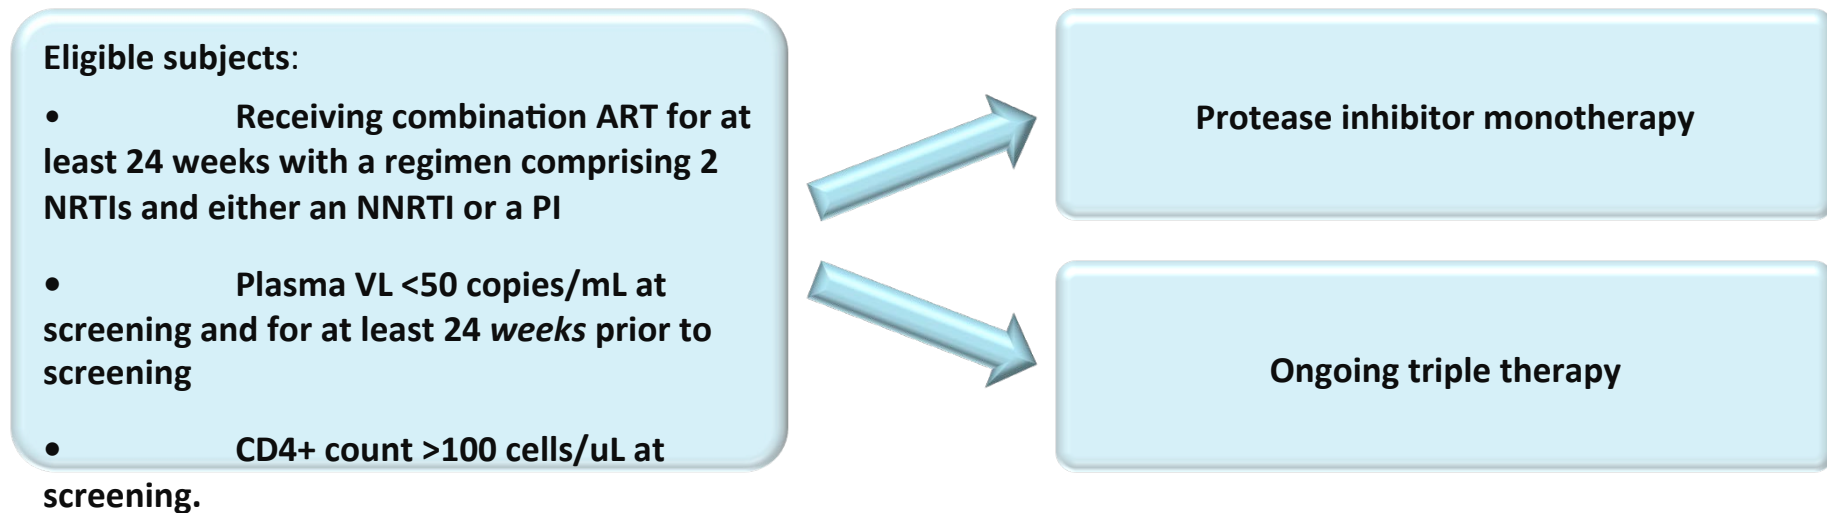 Eligible subjects:
• Receiving combination ART for at
least 24 weeks with a regimen comprising 2
NRTIs and either an NNRTI or a PI
• Plasma VL <50 copies/mL at
screening and for at least 24 weeks prior to
screening
• CD4+ count >100 cells/uL at
screening.
Protease inhibitor monotherapy
Ongoing triple therapy